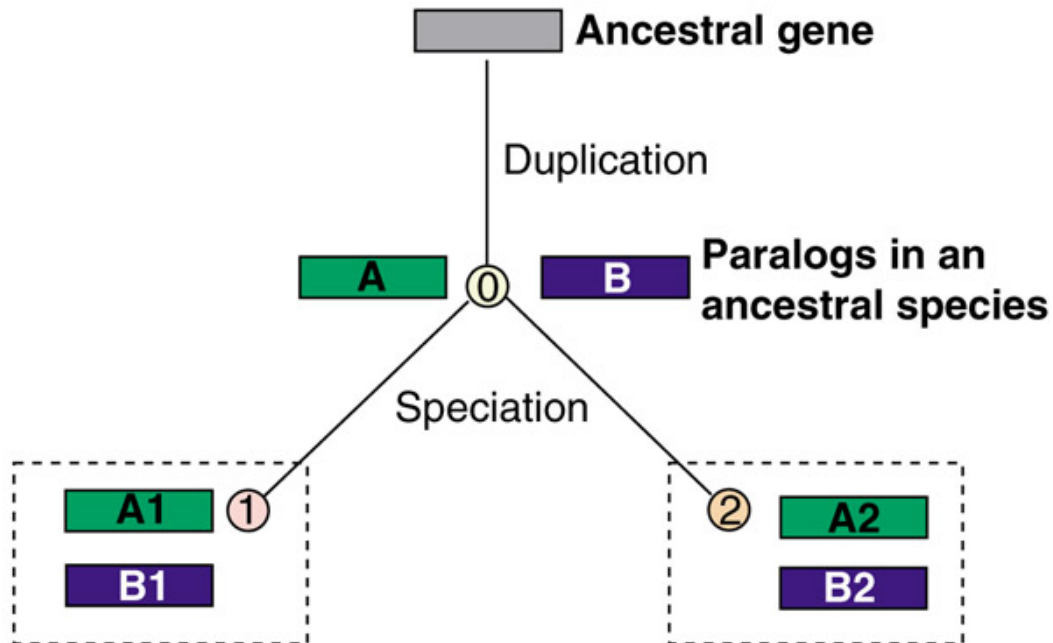 Ancestral gene
Duplication
A
0
B
Paralogs in an
ancestral species
Speciation
A1
1
2
A2
B1
B2